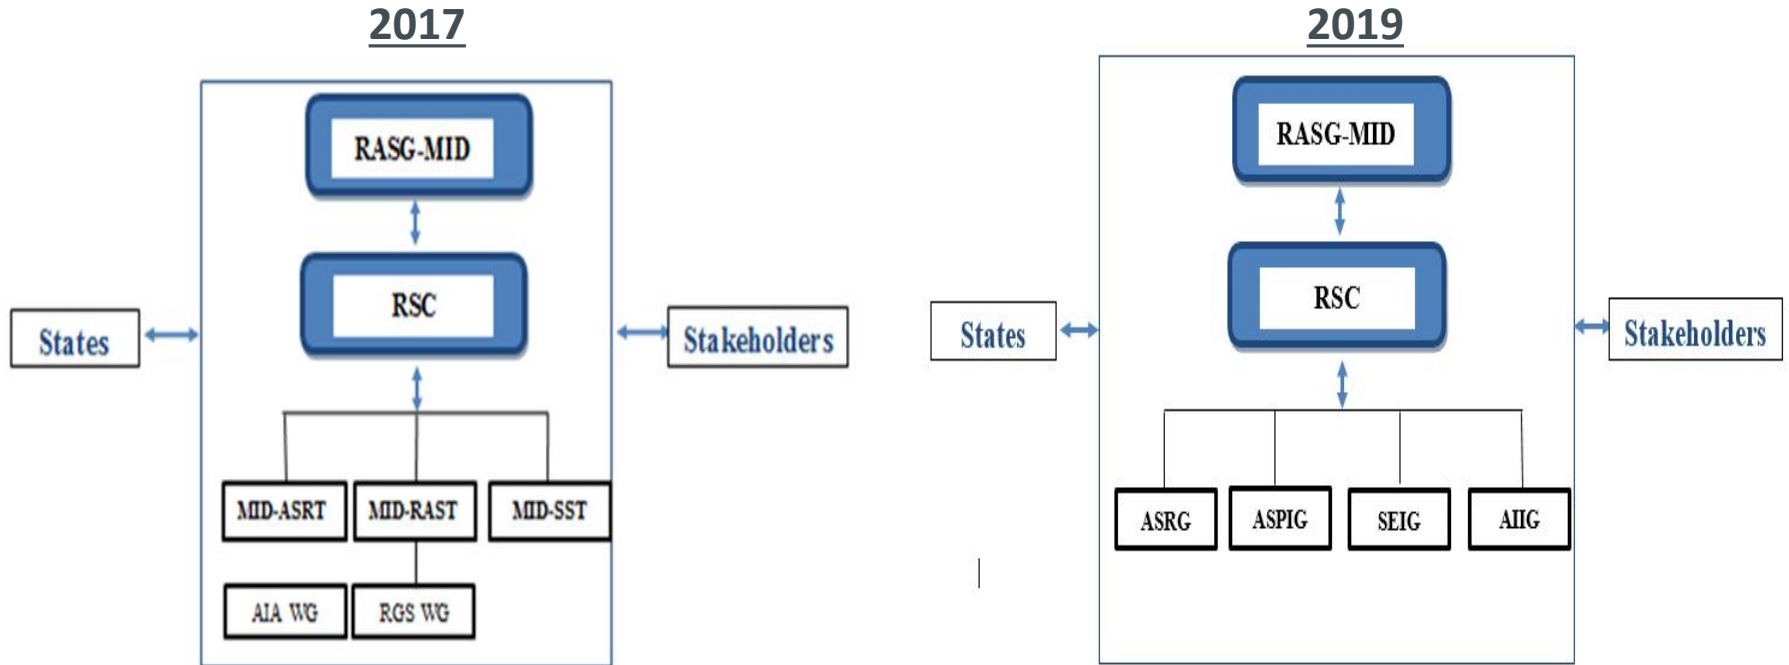 2017
RASG-MID
RSC
States
Stakeholders
MID-ASRT MID-RAST MID-SST
AIA WG RGS WG
2019
RASG-MID
RSC
States
Stakeholders
ASRG ASPIG SEIG AIIG